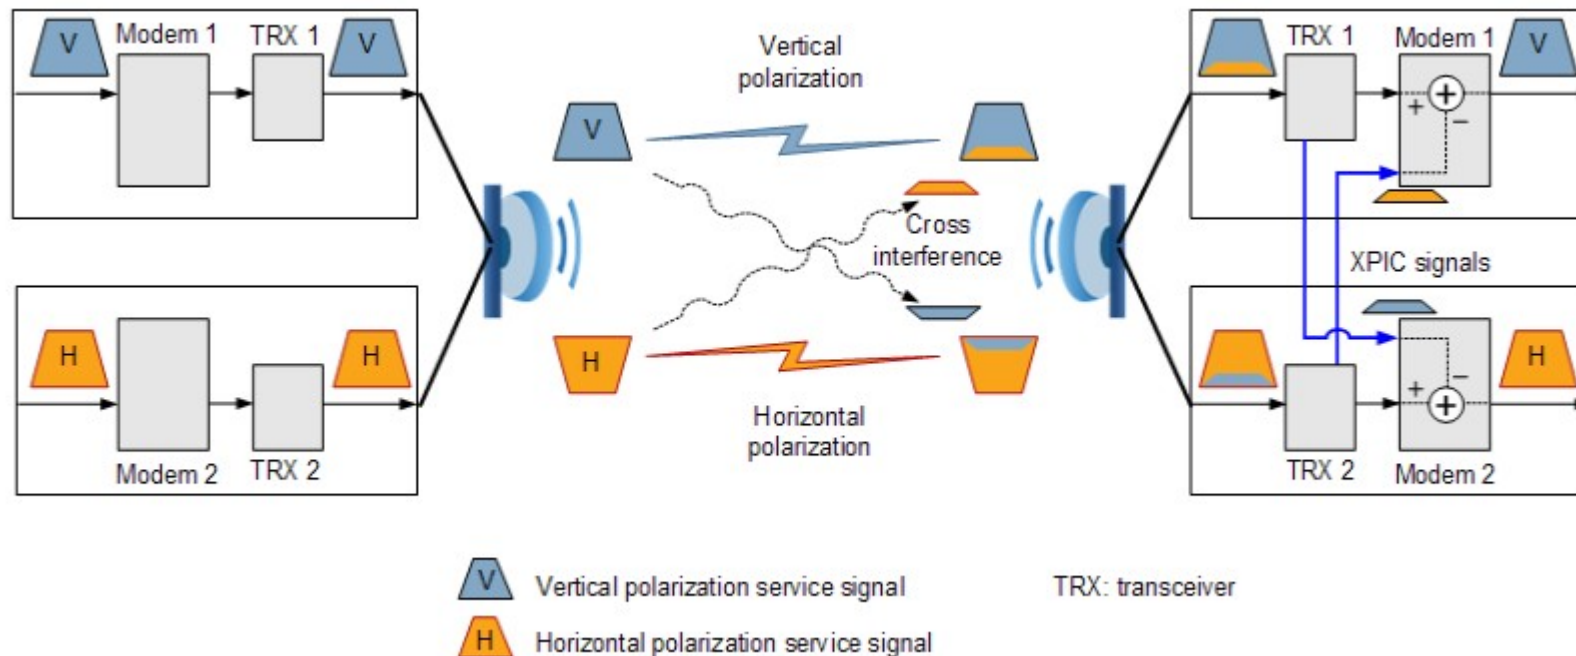 V
Modem 1
TRX 1
V
Vertical
polarization
TRX 1
Modem 1
V
+
+
−
V
Cross
interference
XPIC signals
H
H
H
+
−
+
H
Modem 2
TRX 2
Horizontal
polarization
TRX 2
Modem 2
V
Vertical polarization service signal
TRX: transceiver
H
Horizontal polarization service signal